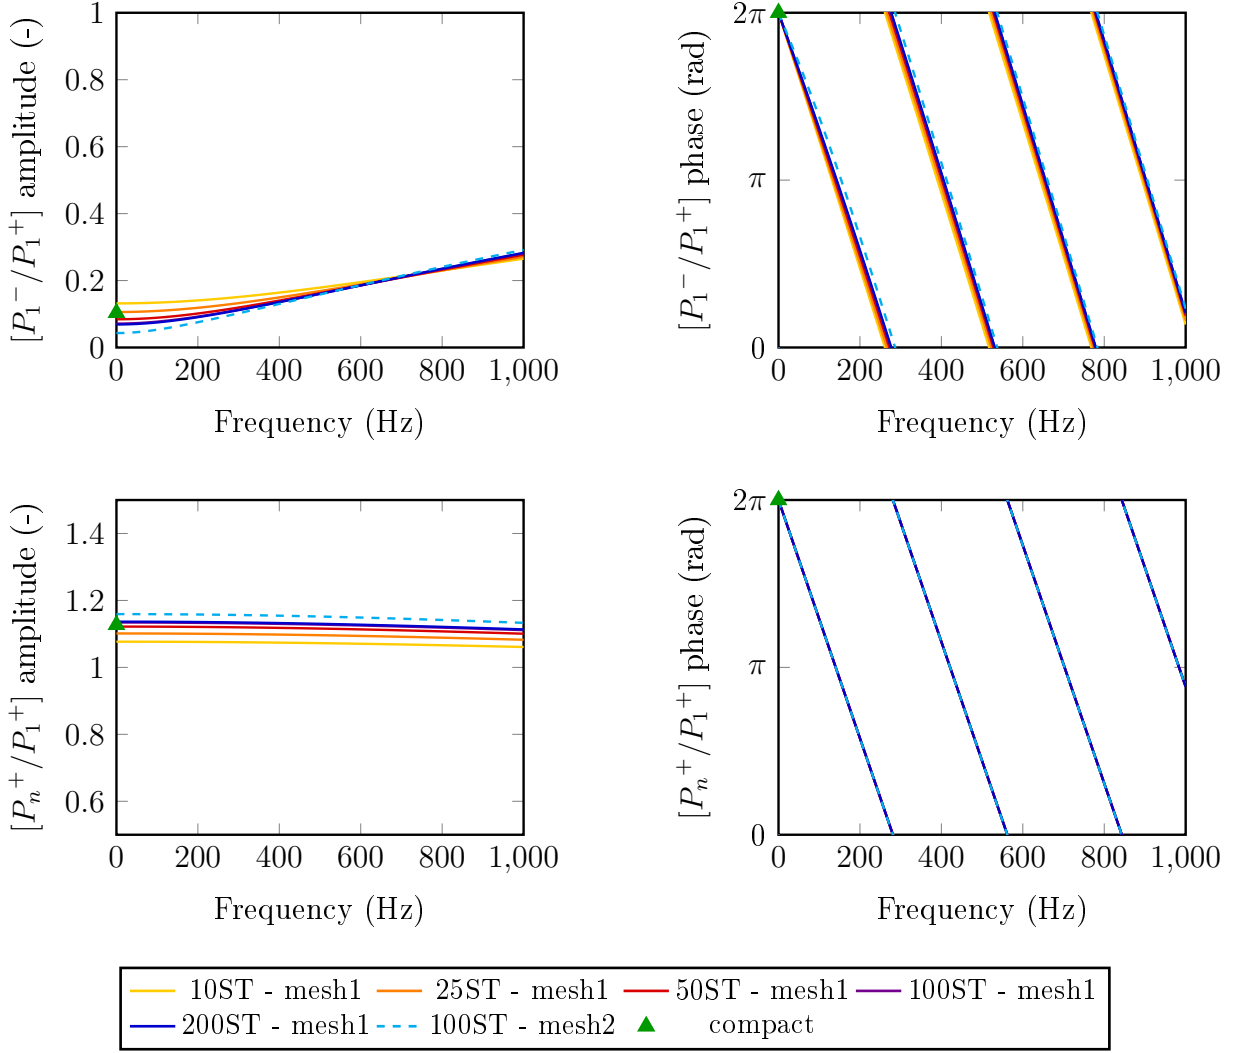 [P₁⁻/P₁⁺] amplitude (-)
1
0.8
0.6
0.4
0.2
0
0 200 400 600 800 1,000
Frequency (Hz)
[P₁⁻/P₁⁺] phase (rad)
2π
π
0
0 200 400 600 800 1,000
Frequency (Hz)
[Pₙ⁺/P₁⁺] amplitude (-)
1.4
1.2
1
0.8
0.6
0 200 400 600 800 1,000
Frequency (Hz)
[Pₙ⁺/P₁⁺] phase (rad)
2π
π
0
0 200 400 600 800 1,000
Frequency (Hz)
10ST - mesh1 25ST - mesh1 50ST - mesh1 100ST - mesh1
200ST - mesh1 100ST - mesh2 compact